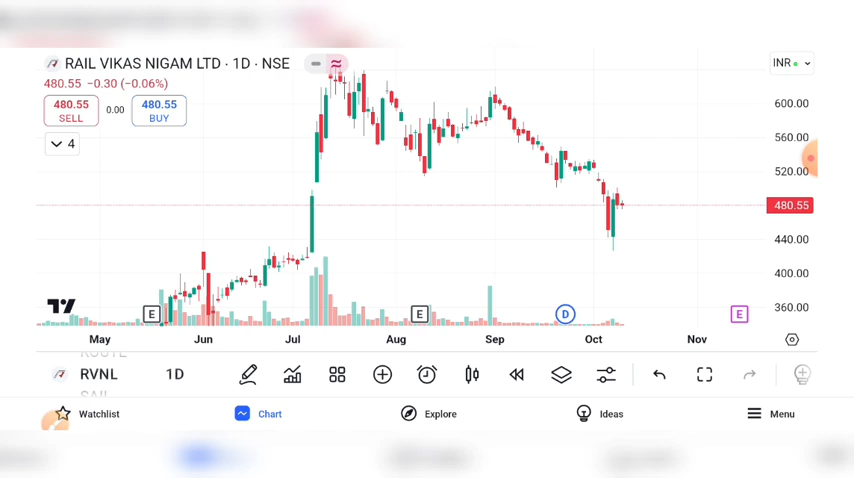 RAIL VIKAS NIGAM LTD · 1D · NSE
INR
480.55 −0.30 (−0.06%)
480.55
SELL
0.00
480.55
BUY
4
600.00
560.00
520.00
480.55
440.00
400.00
360.00
E
E
D
E
May
Jun
Jul
Aug
Sep
Oct
Nov
RVNL
1D
Watchlist
Chart
Explore
Ideas
Menu